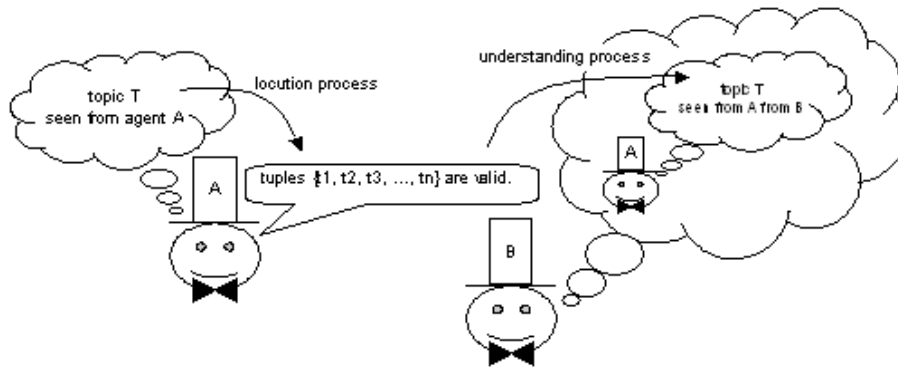 topic T
seen from agent A
locution process
understanding process
topic T
seen from A from B
A
A
tuples {t1, t2, t3, ..., tn} are valid.
B